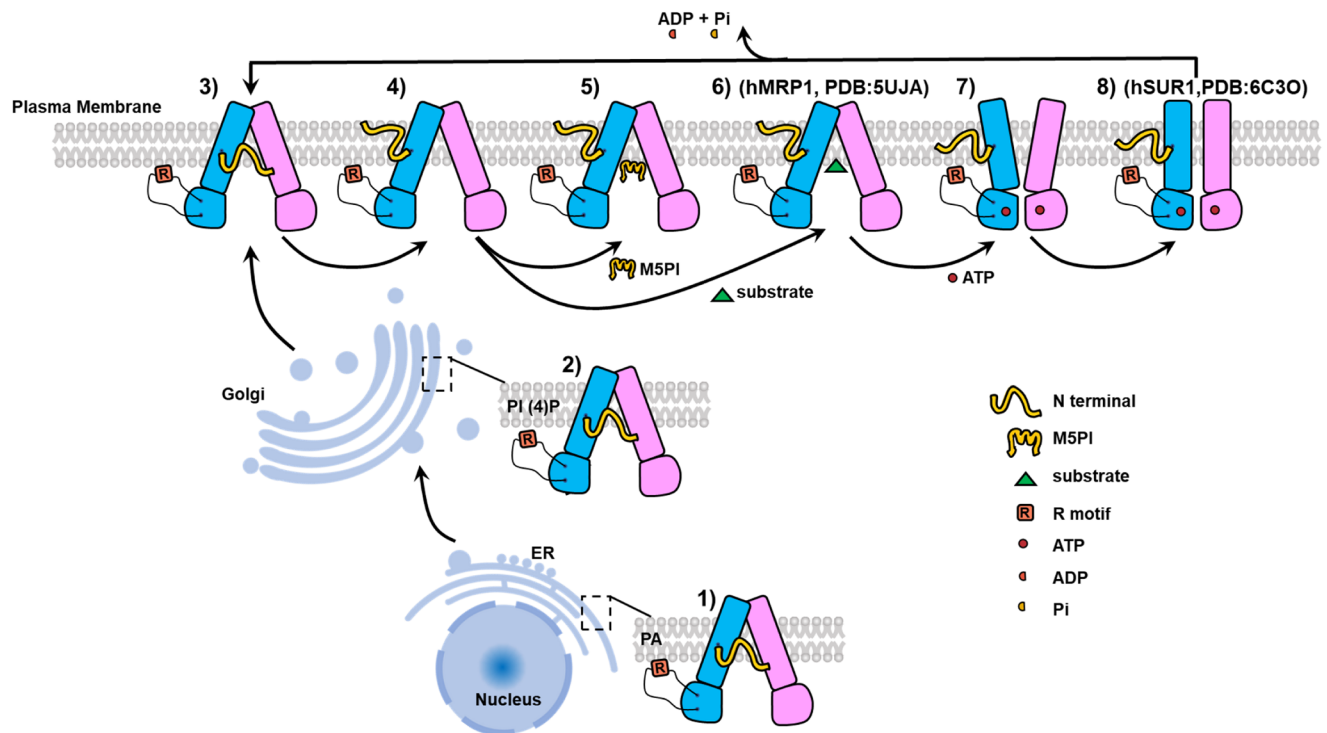 ADP + Pi
3)
4)
5)
6) (hMRP1, PDB:5UJA)
7)
8) (hSUR1,PDB:6C3O)
Plasma Membrane
R
R
R
R
R
R
M5PI
substrate
ATP
Golgi
2)
PI (4)P
R
N terminal
M5PI
substrate
R R motif
ATP
ADP
Pi
ER
1)
PA
R
Nucleus